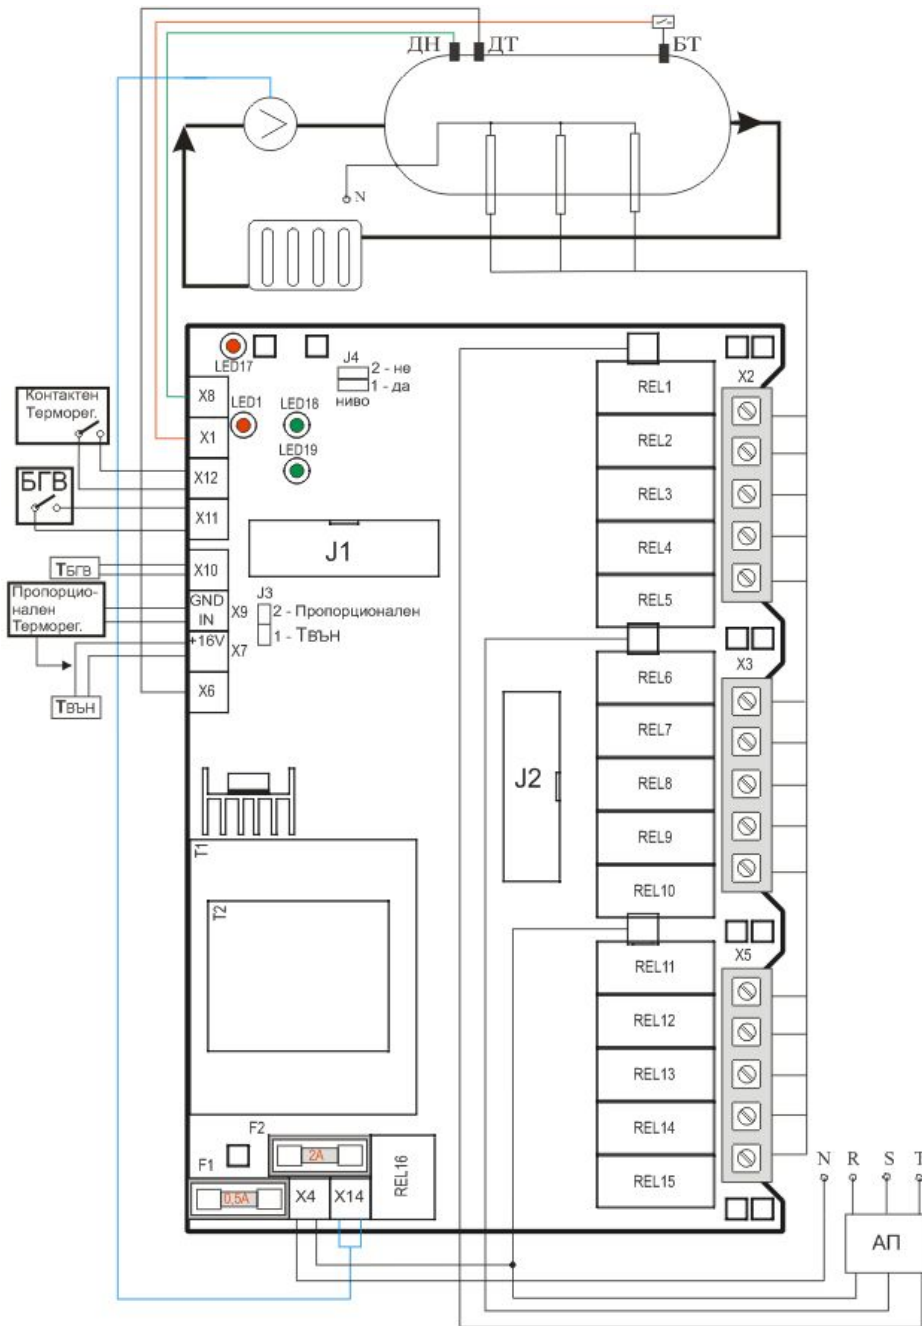 ДН
ДТ
БТ
N
LED17
J4
2 - не
1 - да
ниво
X8
LED1
LED18
X1
LED19
Контактен
Терморег.
X12
БГВ
X11
J1
X10
TБГВ
Пропорцио-
нален
Терморег.
GND
IN
X9
J3
2 - Пропорционален
1 - TВЪН
+16V
X7
X6
TВЪН
REL1
REL2
REL3
REL4
REL5
X2
REL6
REL7
REL8
REL9
REL10
X3
J2
T1
T2
REL11
REL12
REL13
REL14
REL15
X5
F2
2A
F1
0,5A
X4
X14
REL16
N R S T
АП